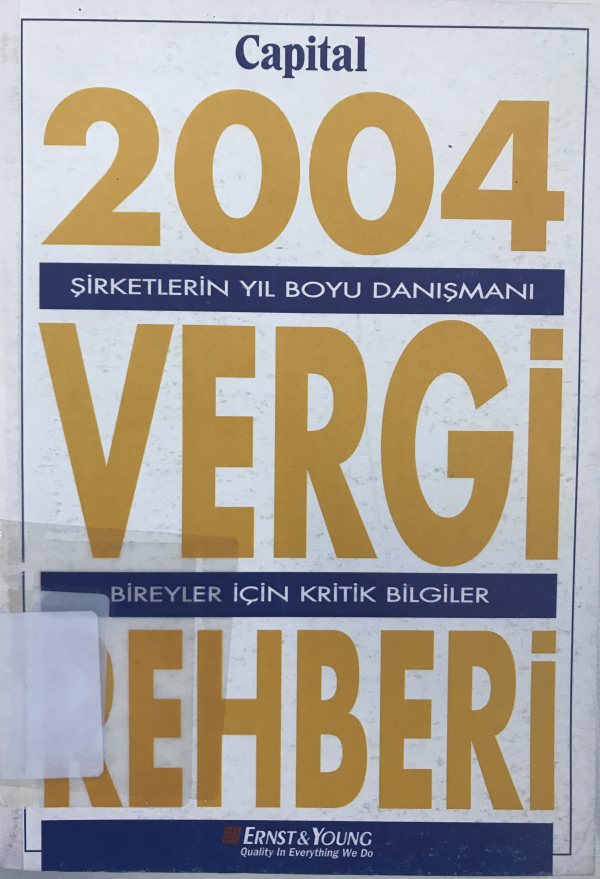 Capital
2004
ŞİRKETLERİN YIL BOYU DANIŞMANI
VERGİ
BİREYLER İÇİN KRİTİK BİLGİLER
REHBERİ
ERNST & YOUNG
Quality In Everything We Do